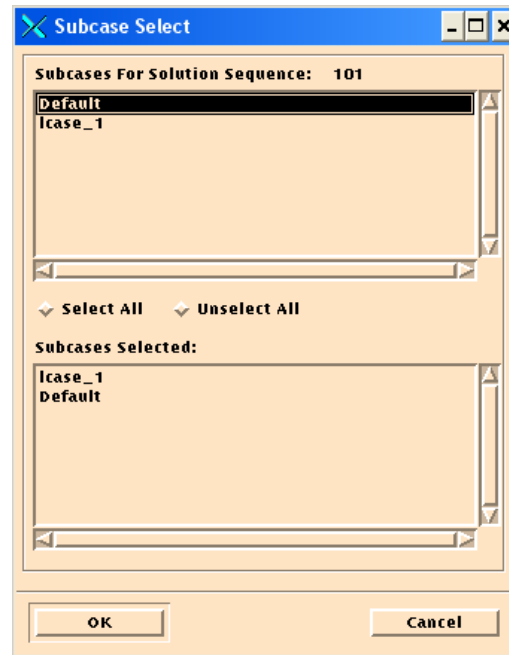 Subcase Select
Subcases For Solution Sequence: 101
Default
lcase_1
Select All Unselect All
Subcases Selected:
lcase_1
Default
OK Cancel